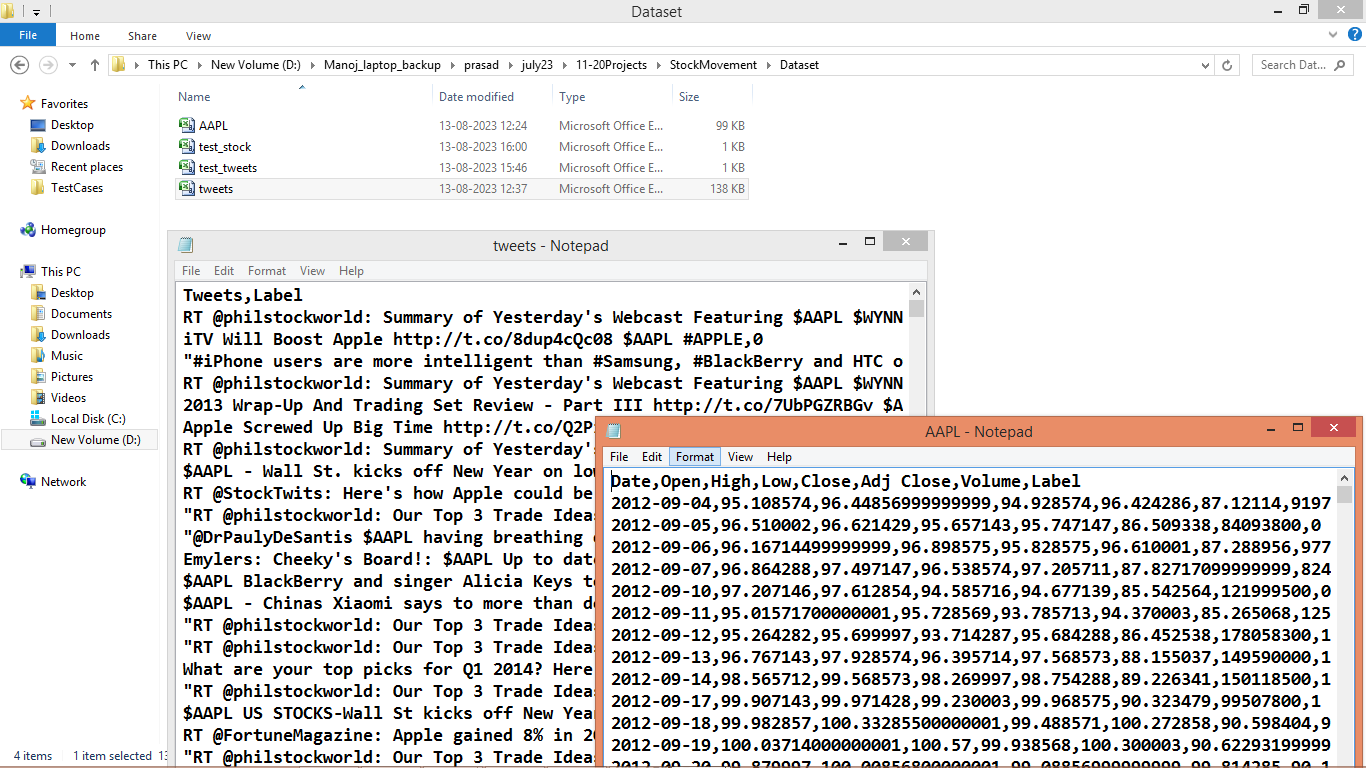 Dataset
File Home Share View
This PC New Volume (D:) Manoj_laptop_backup prasad july23 11-20Projects StockMovement Dataset
Search Dat...
Name Date modified Type Size
AAPL 13-08-2023 12:24 Microsoft Office E... 99 KB
test_stock 13-08-2023 16:00 Microsoft Office E... 1 KB
test_tweets 13-08-2023 15:46 Microsoft Office E... 1 KB
tweets 13-08-2023 12:37 Microsoft Office E... 138 KB
Favorites
Desktop
Downloads
Recent places
TestCases
Homegroup
This PC
Desktop
Documents
Downloads
Music
Pictures
Videos
Local Disk (C:)
New Volume (D:)
Network
4 items 1 item selected 13
tweets - Notepad
File Edit Format View Help
Tweets,Label
RT @philstockworld: Summary of Yesterday's Webcast Featuring $AAPL $WYNN
iTV Will Boost Apple http://t.co/8dup4cQc08 $AAPL #APPLE,0
"#iPhone users are more intelligent than #Samsung, #BlackBerry and HTC o
RT @philstockworld: Summary of Yesterday's Webcast Featuring $AAPL $WYNN
2013 Wrap-Up And Trading Set Review - Part III http://t.co/7UbPGZRBGv $A
Apple Screwed Up Big Time http://t.co/Q2P
RT @philstockworld: Summary of Yesterday's
$AAPL - Wall St. kicks off New Year on low
RT @StockTwits: Here's how Apple could be
"RT @philstockworld: Our Top 3 Trade Ideas
"@DrPaulyDeSantis $AAPL having breathing
Emylers: Cheeky's Board!: $AAPL Up to date
$AAPL BlackBerry and singer Alicia Keys to
$AAPL - Chinas Xiaomi says to more than do
"RT @philstockworld: Our Top 3 Trade Ideas
"RT @philstockworld: Our Top 3 Trade Ideas
What are your top picks for Q1 2014? Here
"RT @philstockworld: Our Top 3 Trade Ideas
$AAPL US STOCKS-Wall St kicks off New Year
RT @FortuneMagazine: Apple gained 8% in 20
"RT @philstockworld: Our Top 3 Trade Ideas
AAPL - Notepad
File Edit Format View Help
Date,Open,High,Low,Close,Adj Close,Volume,Label
2012-09-04,95.108574,96.44856999999999,94.928574,96.424286,87.12114,9197
2012-09-05,96.510002,96.621429,95.657143,95.747147,86.509338,84093800,0
2012-09-06,96.16714499999999,96.898575,95.828575,96.610001,87.288956,977
2012-09-07,96.864288,97.497147,96.538574,97.205711,87.82717099999999,824
2012-09-10,97.207146,97.612854,94.585716,94.677139,85.542564,121999500,0
2012-09-11,95.01571700000001,95.728569,93.785713,94.370003,85.265068,125
2012-09-12,95.264282,95.699997,93.714287,95.684288,86.452538,178058300,1
2012-09-13,96.767143,97.928574,96.395714,97.568573,88.155037,149590000,1
2012-09-14,98.565712,99.568573,98.269997,98.754288,89.226341,150118500,1
2012-09-17,99.907143,99.971428,99.230003,99.968575,90.323479,99507800,1
2012-09-18,99.982857,100.33285500000001,99.488571,100.272858,90.598404,9
2012-09-19,100.03714000000001,100.57,99.938568,100.300003,90.62293199999